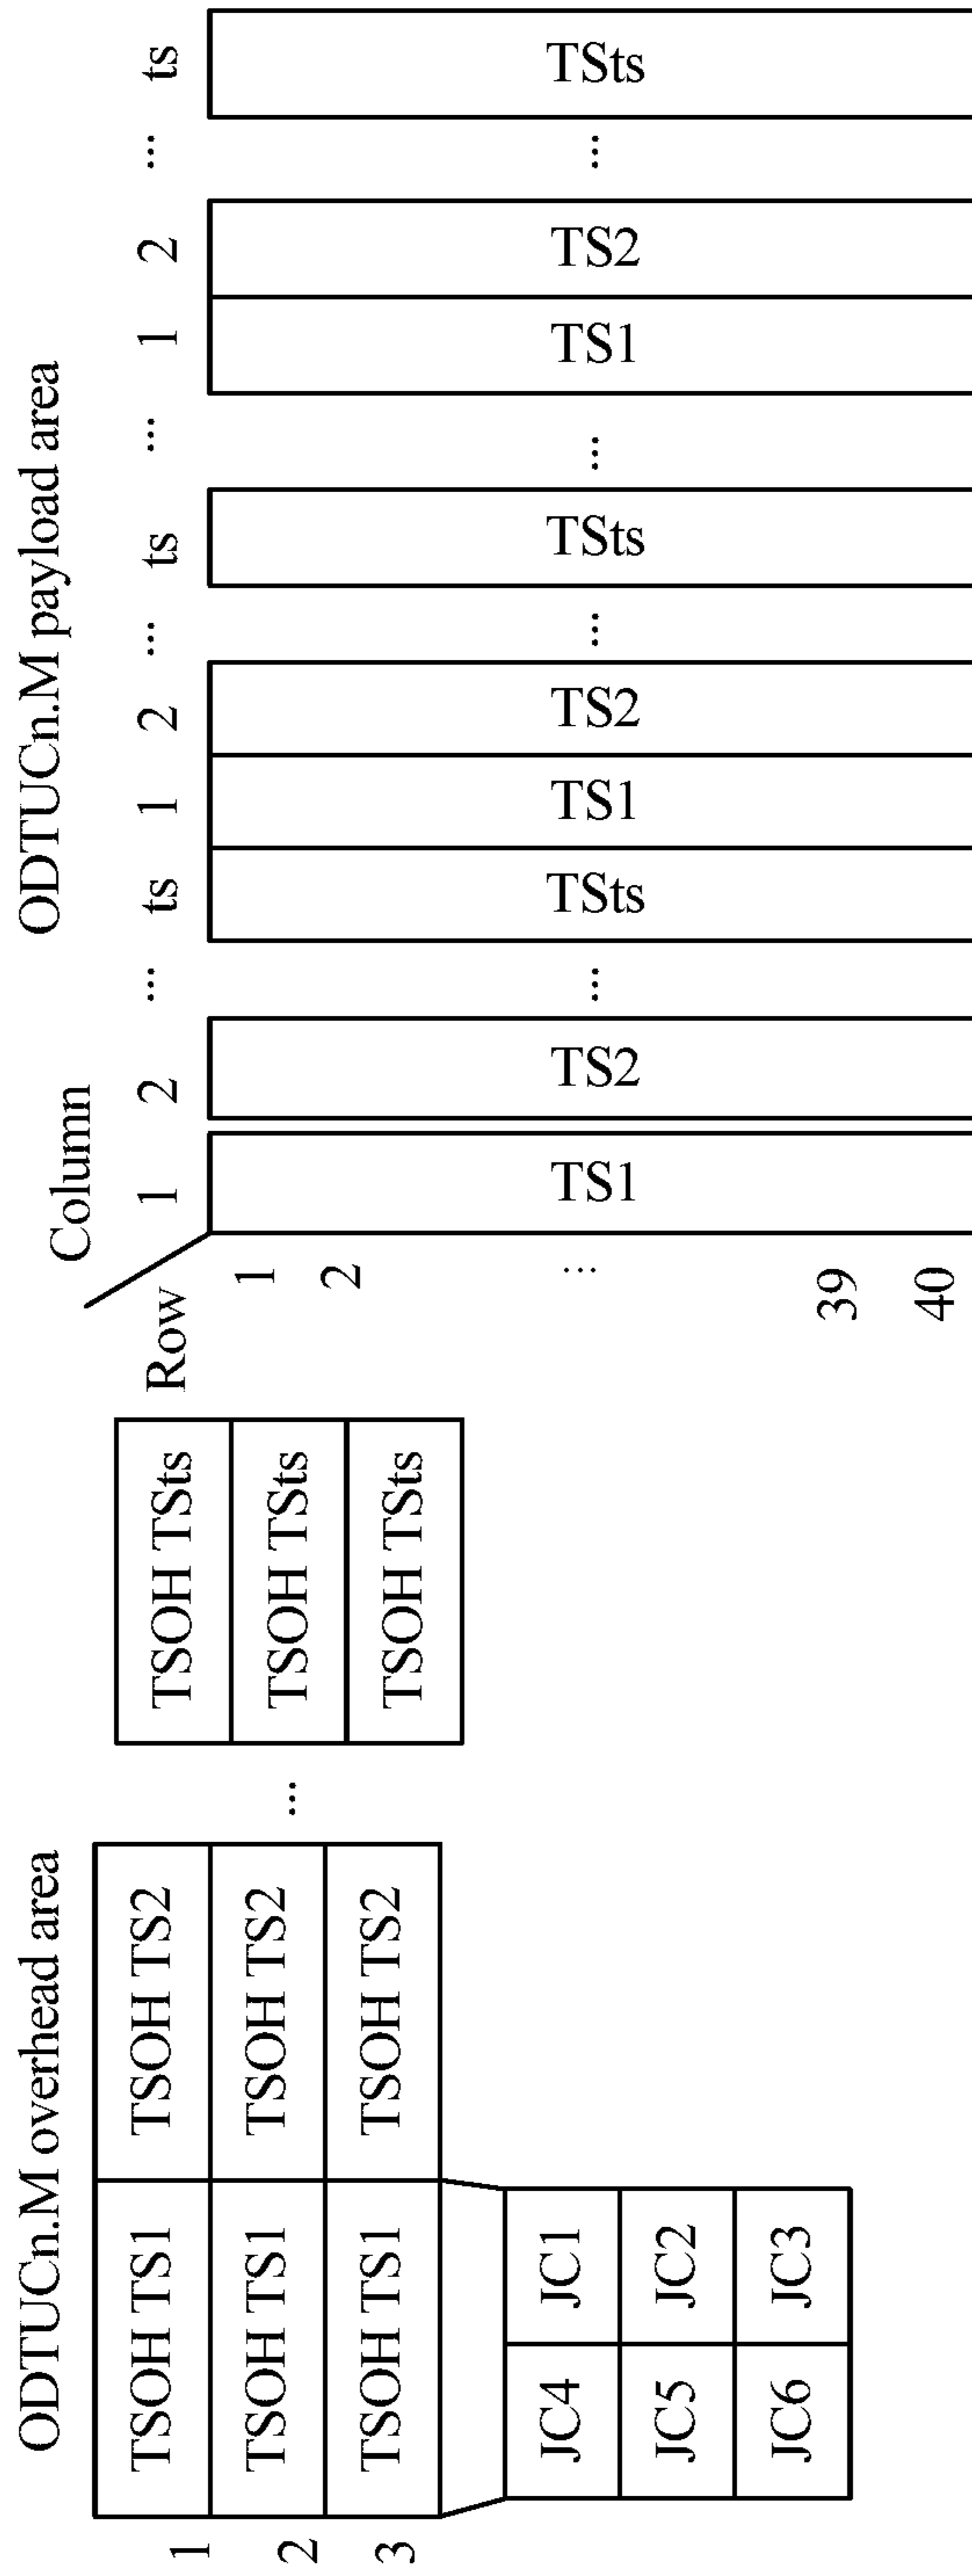 ODTUCn.M overhead area
1 TSOH TS1 TSOH TS2 TSOH TSts
2 TSOH TS1 TSOH TS2 ... TSOH TSts
3 TSOH TS1 TSOH TS2 TSOH TSts
JC4 JC1
JC5 JC2
JC6 JC3
ODTUCn.M payload area
Column
Row 1 2 ... ts 1 2 ... ts ... 1 2 ... ts
1
2
... TS1 TS2 ... TSts TS1 TS2 ... TSts ... TS1 TS2 ... TSts
39
40